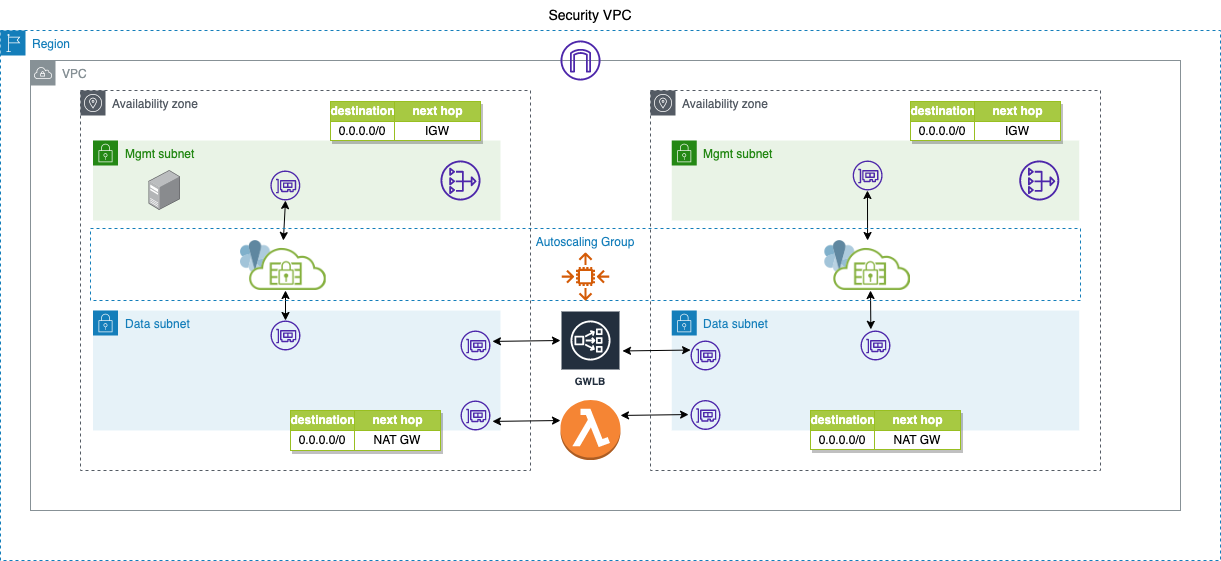 Security VPC
Region
VPC
Availability zone
destination next hop
0.0.0.0/0 IGW
Mgmt subnet
Availability zone
destination next hop
0.0.0.0/0 IGW
Mgmt subnet
Autoscaling Group
Data subnet
GWLB
destination next hop
0.0.0.0/0 NAT GW
Data subnet
destination next hop
0.0.0.0/0 NAT GW